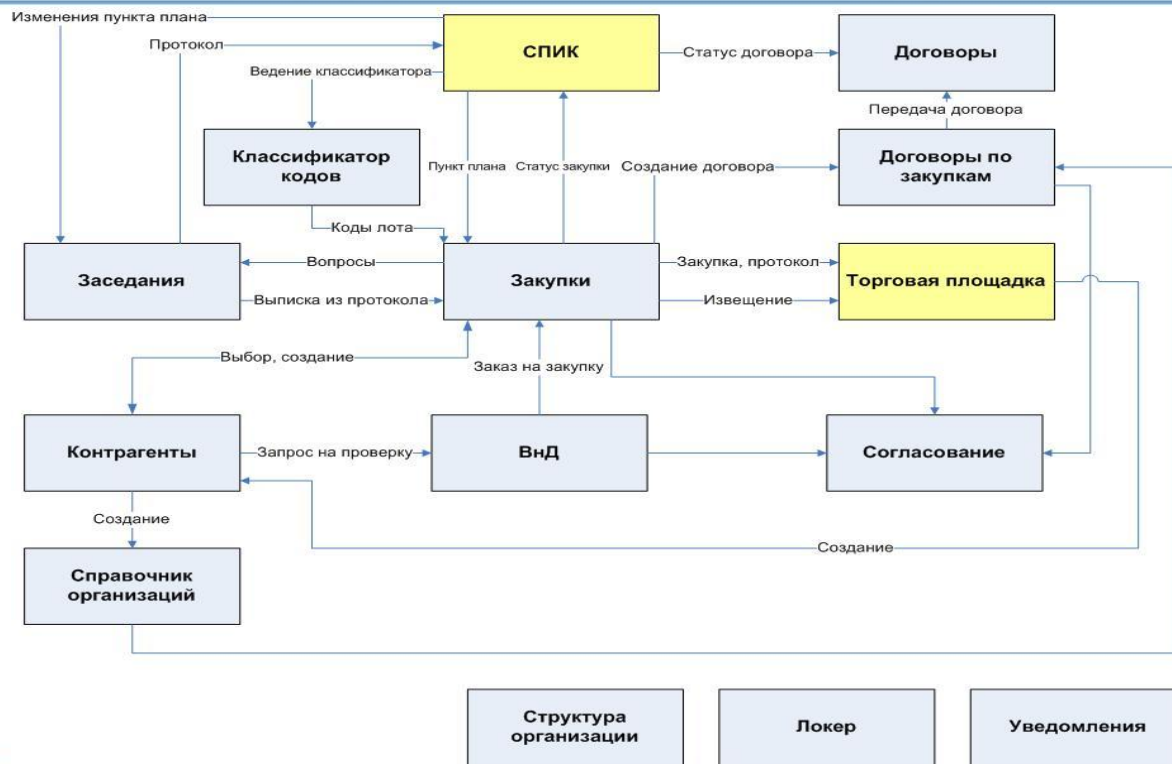 Изменения пункта плана
Протокол
СПИК
Статус договора
Договоры
Ведение классификатора
Передача договора
Классификатор
кодов
Пункт плана
Статус закупки
Создание договора
Договоры по
закупкам
Коды лота
Заседания
Вопросы
Выписка из протокола
Закупки
Закупка, протокол
Извещение
Торговая площадка
Выбор, создание
Заказ на закупку
Контрагенты
Запрос на проверку
ВнД
Согласование
Создание
Создание
Справочник
организаций
Структура
организации
Локер
Уведомления